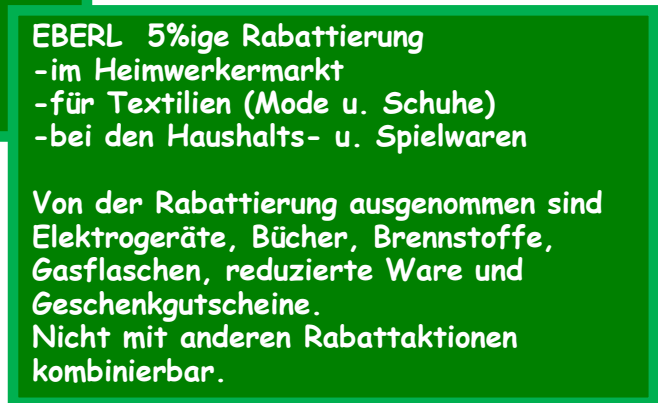 EBERL 5%ige Rabattierung
-im Heimwerkermarkt
-für Textilien (Mode u. Schuhe)
-bei den Haushalts- u. Spielwaren
Von der Rabattierung ausgenommen sind
Elektrogeräte, Bücher, Brennstoffe,
Gasflaschen, reduzierte Ware und
Geschenkgutscheine.
Nicht mit anderen Rabattaktionen
kombinierbar.